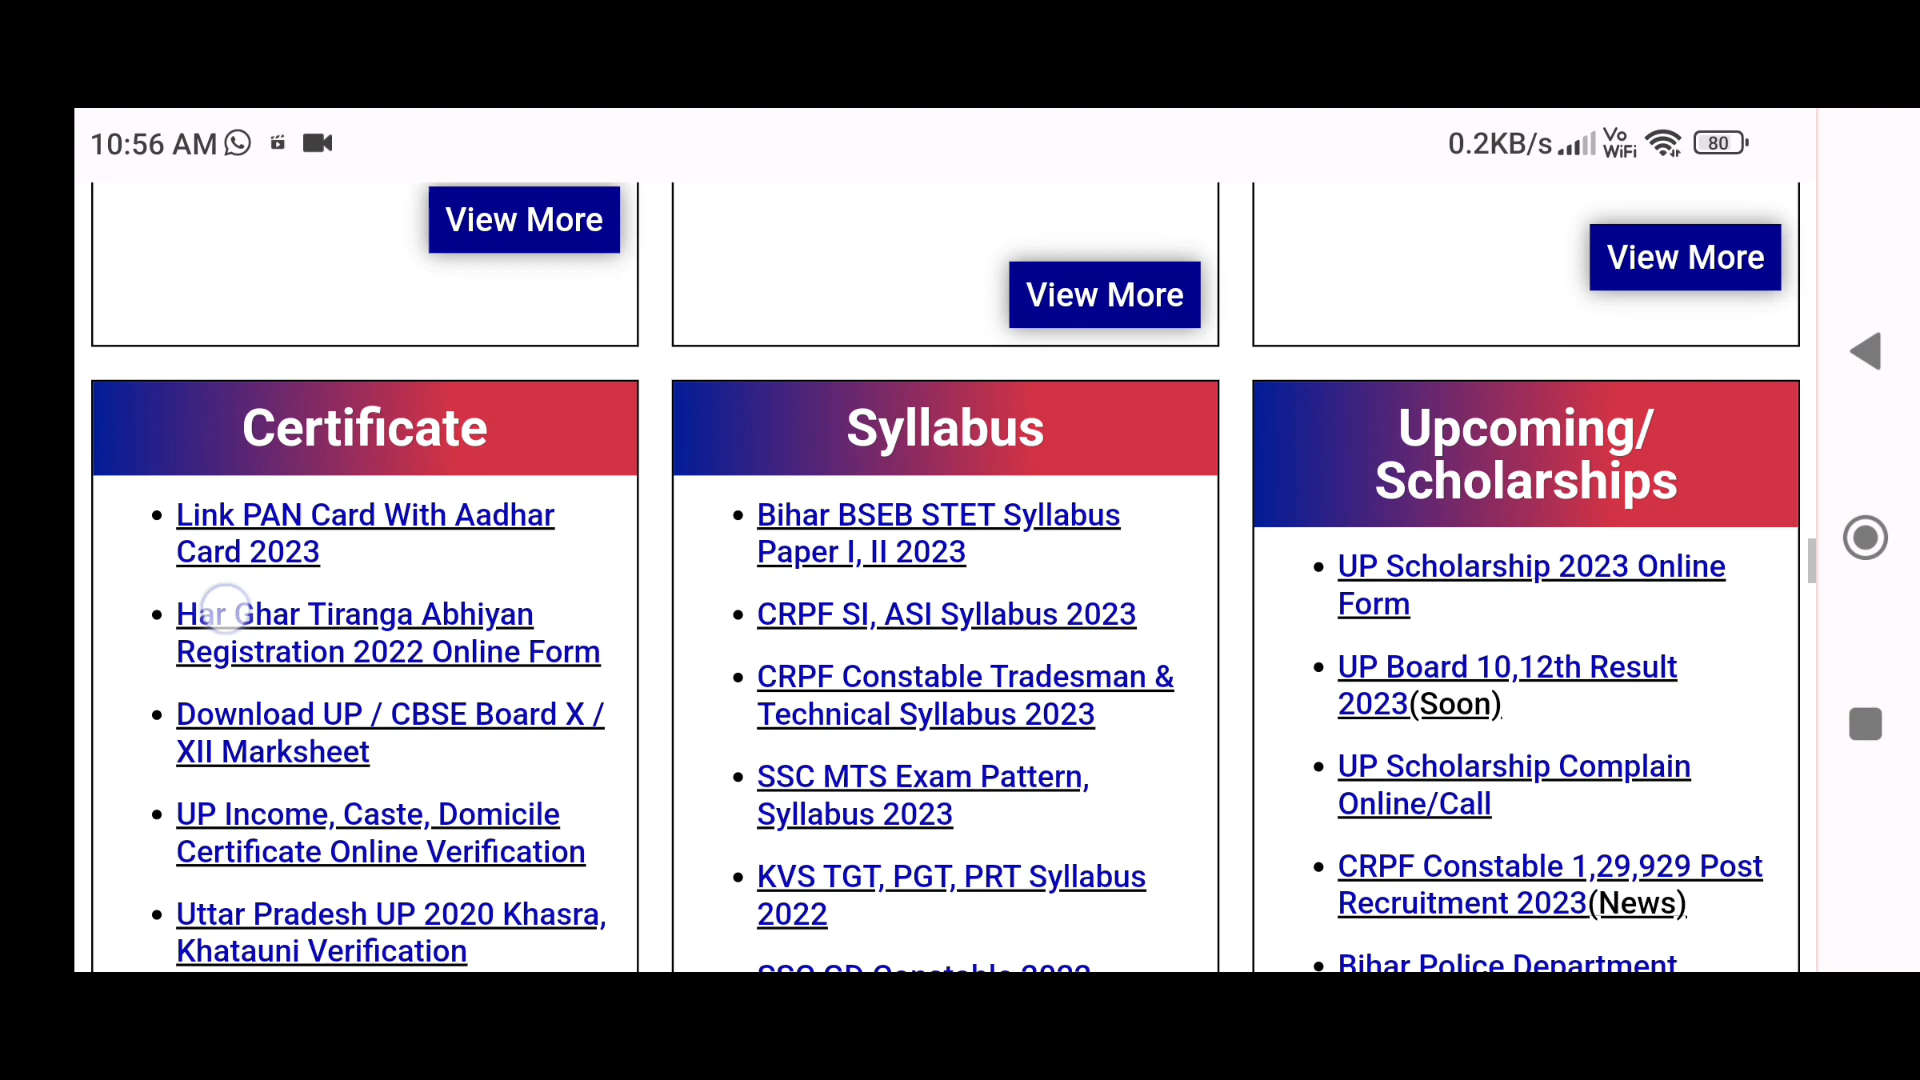 10:56 AM
0.2KB/s
Vo
WiFi
80
View More
View More
View More
Certificate
Link PAN Card With Aadhar
Card 2023
Har Ghar Tiranga Abhiyan
Registration 2022 Online Form
Download UP / CBSE Board X /
XII Marksheet
UP Income, Caste, Domicile
Certificate Online Verification
Uttar Pradesh UP 2020 Khasra,
Khatauni Verification
Syllabus
Bihar BSEB STET Syllabus
Paper I, II 2023
CRPF SI, ASI Syllabus 2023
CRPF Constable Tradesman &
Technical Syllabus 2023
SSC MTS Exam Pattern,
Syllabus 2023
KVS TGT, PGT, PRT Syllabus
2022
SSC GD Constable 2022
Upcoming/
Scholarships
UP Scholarship 2023 Online
Form
UP Board 10,12th Result
2023(Soon)
UP Scholarship Complain
Online/Call
CRPF Constable 1,29,929 Post
Recruitment 2023(News)
Bihar Police Department